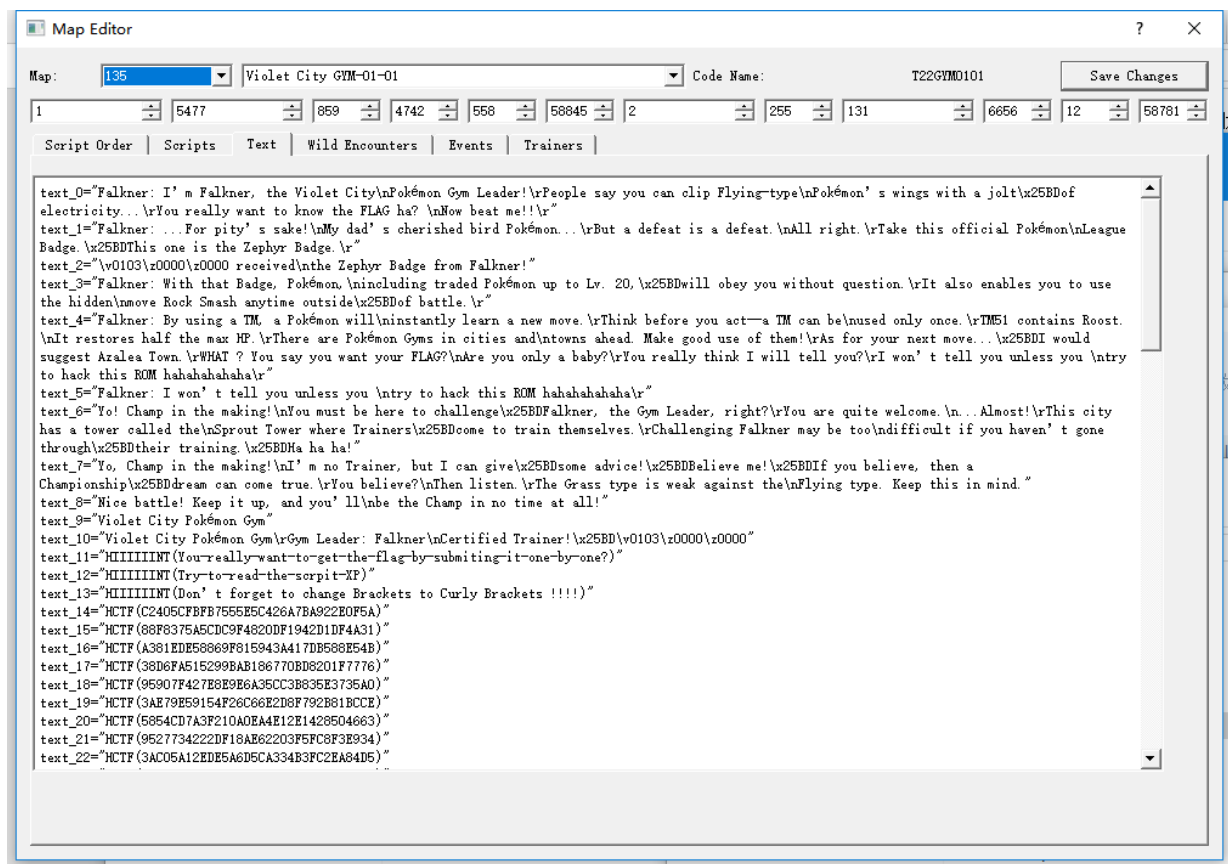 Map Editor
?
Map: 135 Violet City GYM-01-01 Code Name: T22GYM0101 Save Changes
1 5477 859 4742 558 58845 2 255 131 6656 12 58781
Script Order Scripts Text Wild Encounters Events Trainers
text_0="Falkner: I'm Falkner, the Violet City\nPokémon Gym Leader!\rPeople say you can clip Flying-type\nPokémon's wings with a jolt\x25BDof
electricity...\rYou really want to know the FLAG ha? \nNow beat me!!\r"
text_1="Falkner: ...For pity's sake!\nMy dad's cherished bird Pokémon...\rBut a defeat is a defeat.\nAll right.\rTake this official Pokémon\nLeague
Badge.\x25BDThis one is the Zephyr Badge.\r"
text_2="\v0103\z0000\z0000 received\nthe Zephyr Badge from Falkner!"
text_3="Falkner: With that Badge, Pokémon,\nincluding traded Pokémon up to Lv. 20,\x25BDwill obey you without question.\rIt also enables you to use
the hidden\nmove Rock Smash anytime outside\x25BDof battle.\r"
text_4="Falkner: By using a TM, a Pokémon will\ninstantly learn a new move.\rThink before you act—a TM can be\nused only once.\rTM51 contains Roost.
\nIt restores half the max HP.\rThere are Pokémon Gyms in cities and\ntowns ahead. Make good use of them!\rAs for your next move...\x25BDI would
suggest Azalea Town.\rWHAT ? You say you want your FLAG?\nAre you only a baby?\rYou really think I will tell you?\rI won't tell you unless you \ntry
to hack this ROM hahahahahaha\r"
text_5="Falkner: I won't tell you unless you \ntry to hack this ROM hahahahahaha\r"
text_6="Yo! Champ in the making!\nYou must be here to challenge\x25BDFalkner, the Gym Leader, right?\rYou are quite welcome.\n...Almost!\rThis city
has a tower called the\nSprout Tower where Trainers\x25BDcome to train themselves.\rChallenging Falkner may be too\ndifficult if you haven't gone
through\x25BDtheir training.\x25BDHa ha ha!"
text_7="Yo, Champ in the making!\nI'm no Trainer, but I can give\x25BDsome advice!\x25BDBelieve me!\x25BDIf you believe, then a
Championship\x25BDdream can come true.\rYou believe?\nThen listen.\rThe Grass type is weak against the\nFlying type. Keep this in mind."
text_8="Nice battle! Keep it up, and you'll\nbe the Champ in no time at all!"
text_9="Violet City Pokémon Gym"
text_10="Violet City Pokémon Gym\rGym Leader: Falkner\nCertified Trainer!\x25BD\v0103\z0000\z0000"
text_11="HIIIIIINT(You-really-want-to-get-the-flag-by-submiting-it-one-by-one?)"
text_12="HIIIIIINT(Try-to-read-the-scrpit-XP)"
text_13="HIIIIIINT(Don't forget to change Brackets to Curly Brackets !!!!)"
text_14="HCTF(C2405CFBFB7555E5C426A7BA922E0F5A)"
text_15="HCTF(88F8375A5CDC9F4820DF1942D1DF4A31)"
text_16="HCTF(A381EDE58869F815943A417DB588E54B)"
text_17="HCTF(38D6FA515299BAB186770BD8201F7776)"
text_18="HCTF(95907F427E8E9E6A35CC3B835E3735A0)"
text_19="HCTF(3AE79E59154F26C66E2D8F792B81BCCE)"
text_20="HCTF(5854CD7A3F210A0EA4E12E1428504663)"
text_21="HCTF(9527734222DF18AE62203F5FC8F3E934)"
text_22="HCTF(3AC05A12EDE5A6D5CA334B3FC2EA84D5)"